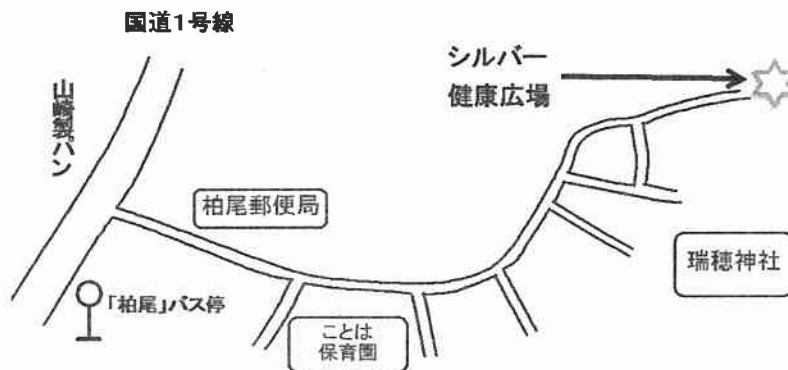 国道1号線
シルバー
健康広場
山崎製パン
柏尾郵便局
瑞穂神社
「柏尾」バス停
ことは
保育園